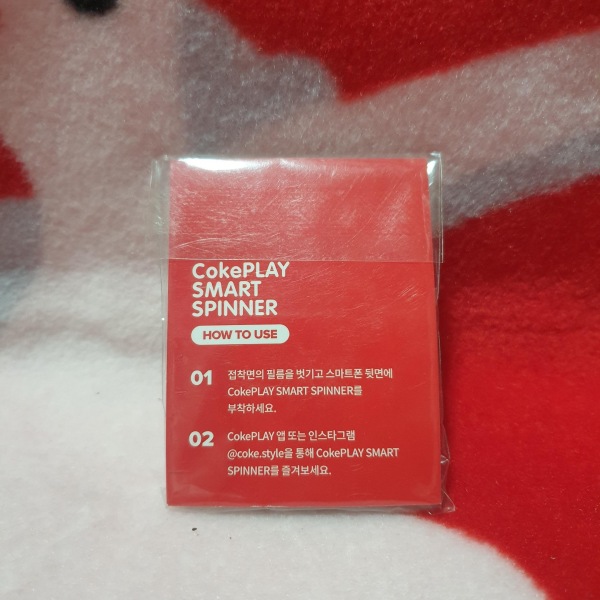 CokePLAY
SMART
SPINNER
HOW TO USE
01 접착면의 필름을 벗기고 스마트폰 뒷면에
CokePLAY SMART SPINNER를
부착하세요.
02 CokePLAY 앱 또는 인스타그램
@coke.style을 통해 CokePLAY SMART
SPINNER를 즐겨보세요.